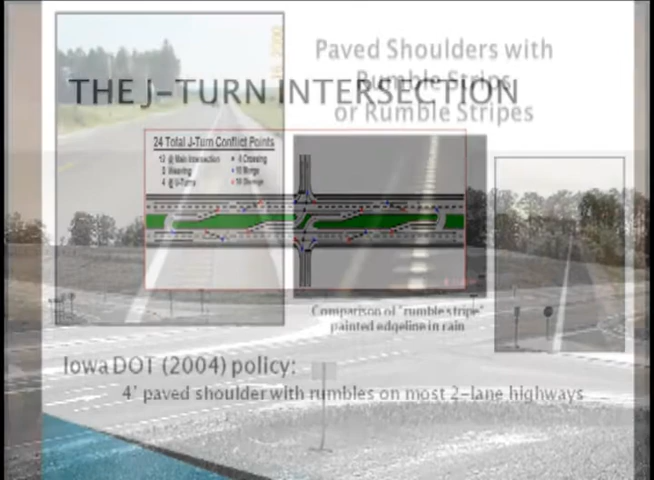 Paved Shoulders with
Rumble Strips
or Rumble Stripes
THE J-TURN INTERSECTION
24 Total J-Turn Conflict Points
4 @ U-Turns
Comparison of "rumble stripe"
painted edgeline in rain
Iowa DOT (2004) policy:
4' paved shoulder with rumbles on most 2-lane highways